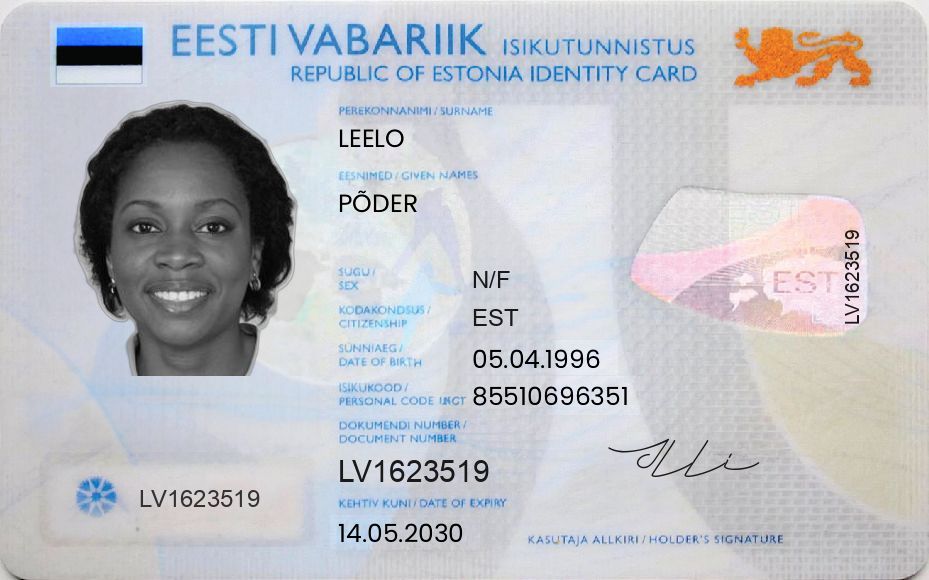 EESTI VABARIIK ISIKUTUNNISTUS
REPUBLIC OF ESTONIA IDENTITY CARD
PEREKONNANIMI / SURNAME
LEELO
EESNIMED / GIVEN NAMES
PÕDER
SUGU / SEX
N/F
KODAKONDSUS / CITIZENSHIP
EST
SÜNNIAEG / DATE OF BIRTH
05.04.1996
ISIKUKOOD / PERSONAL CODE
85510696351
DOKUMENDI NUMBER / DOCUMENT NUMBER
LV1623519
KEHTIV KUNI / DATE OF EXPIRY
14.05.2030
LV1623519
EST
LV1623519
KASUTAJA ALLKIRI / HOLDER'S SIGNATURE